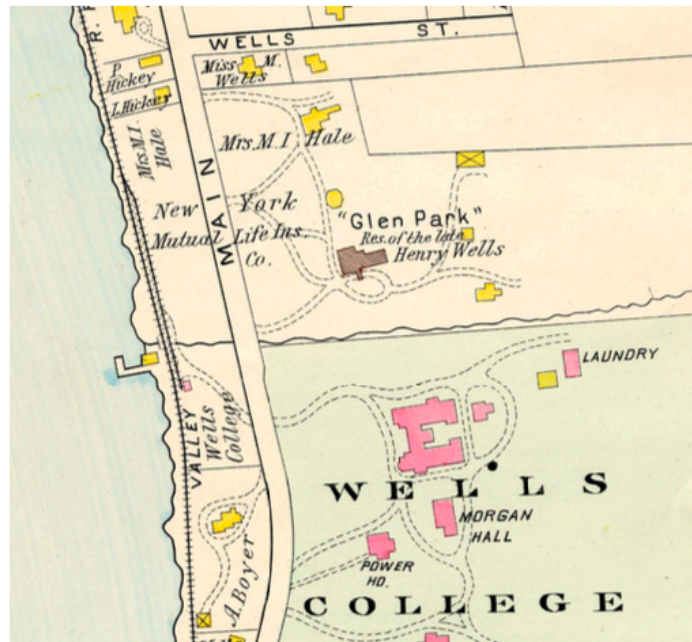 R.
WELLS ST.
P. Hickey
Miss M. Wells
I. Hickey
Mrs. M. I. Hale
Mrs. M. I Hale
MAIN
New York
Mutual Life Ins. Co.
"Glen Park"
Res. of the late
Henry Wells
LAUNDRY
VALLEY
Wells College
WELLS
MORGAN HALL
POWER HO.
A. Boyer
COLLEGE